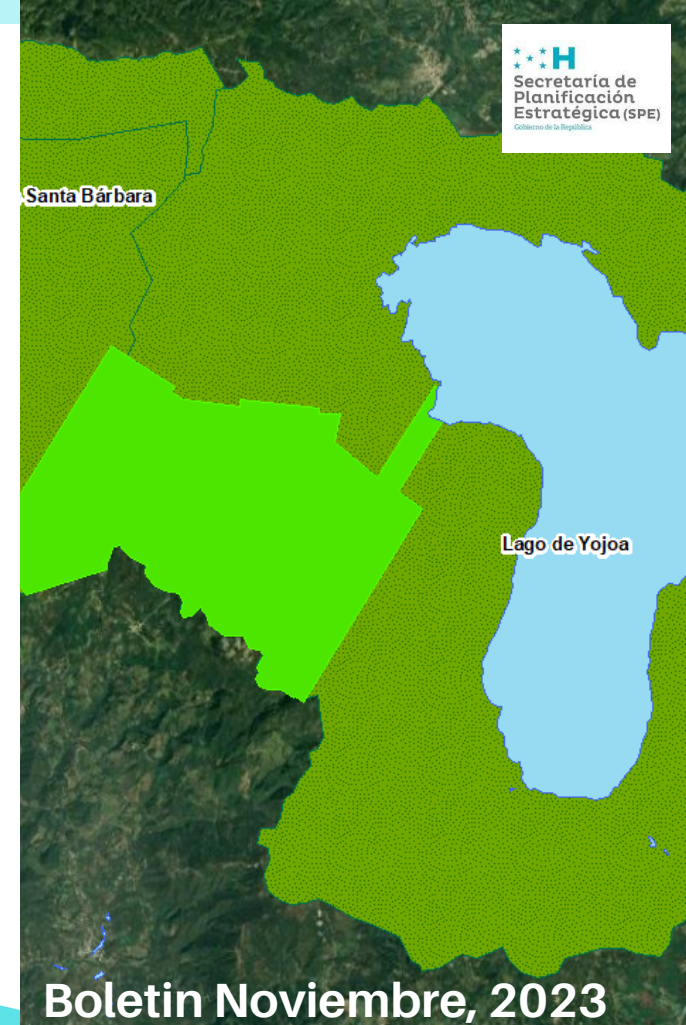 H
Secretaría de
Planificación
Estratégica (SPE)
Gobierno de la República
Santa Bárbara
Lago de Yojoa
Boletin Noviembre, 2023